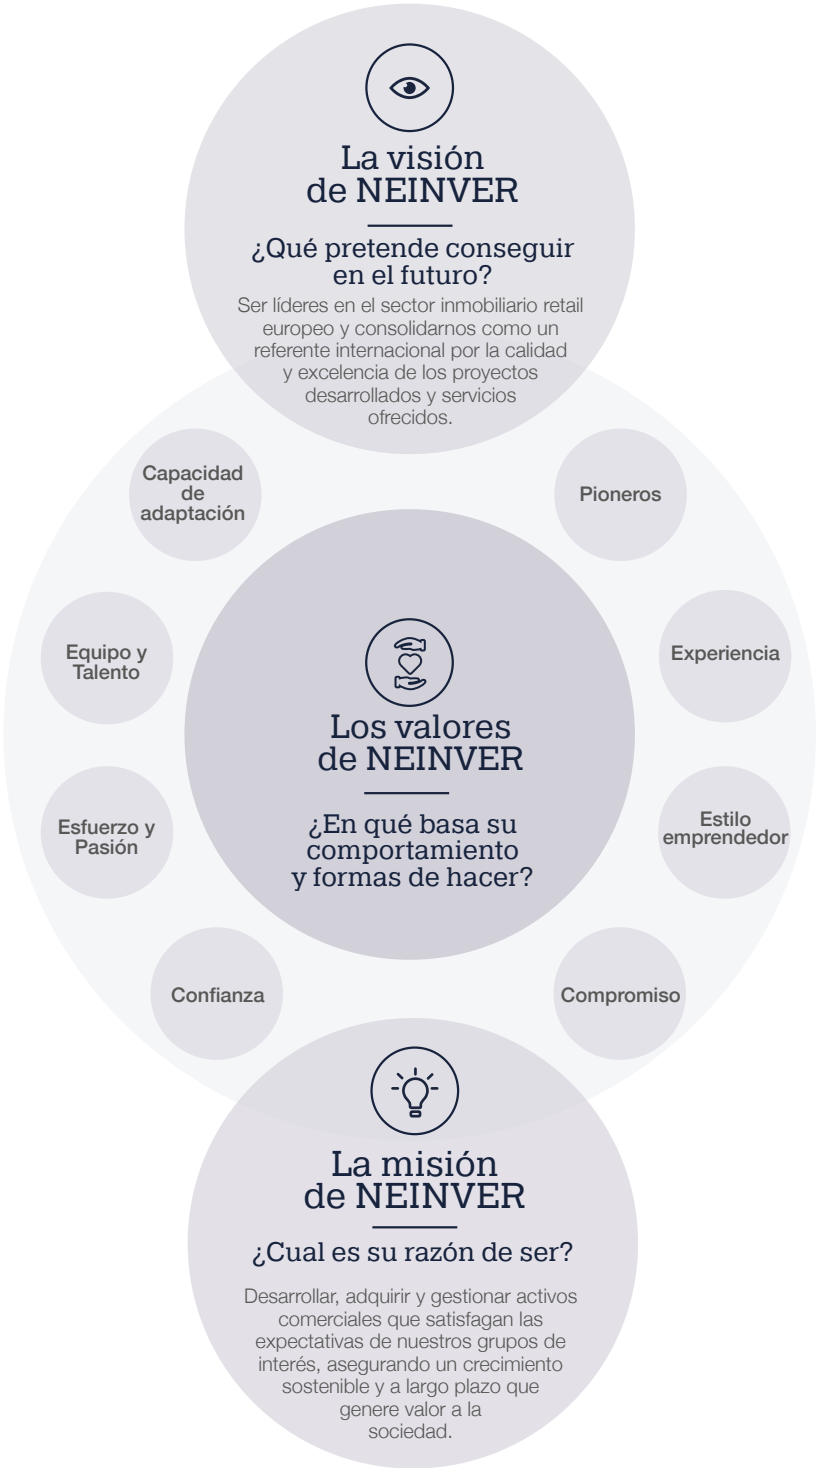 La visión
de NEINVER
¿Qué pretende conseguir
en el futuro?
Ser líderes en el sector inmobiliario retail
europeo y consolidarnos como un
referente internacional por la calidad
y excelencia de los proyectos
desarrollados y servicios
ofrecidos.
Capacidad
de
adaptación
Pioneros
Equipo y
Talento
Experiencia
Los valores
de NEINVER
¿En qué basa su
comportamiento
y formas de hacer?
Esfuerzo y
Pasión
Estilo
emprendedor
Confianza
Compromiso
La misión
de NEINVER
¿Cual es su razón de ser?
Desarrollar, adquirir y gestionar activos
comerciales que satisfagan las
expectativas de nuestros grupos de
interés, asegurando un crecimiento
sostenible y a largo plazo que
genere valor a la
sociedad.